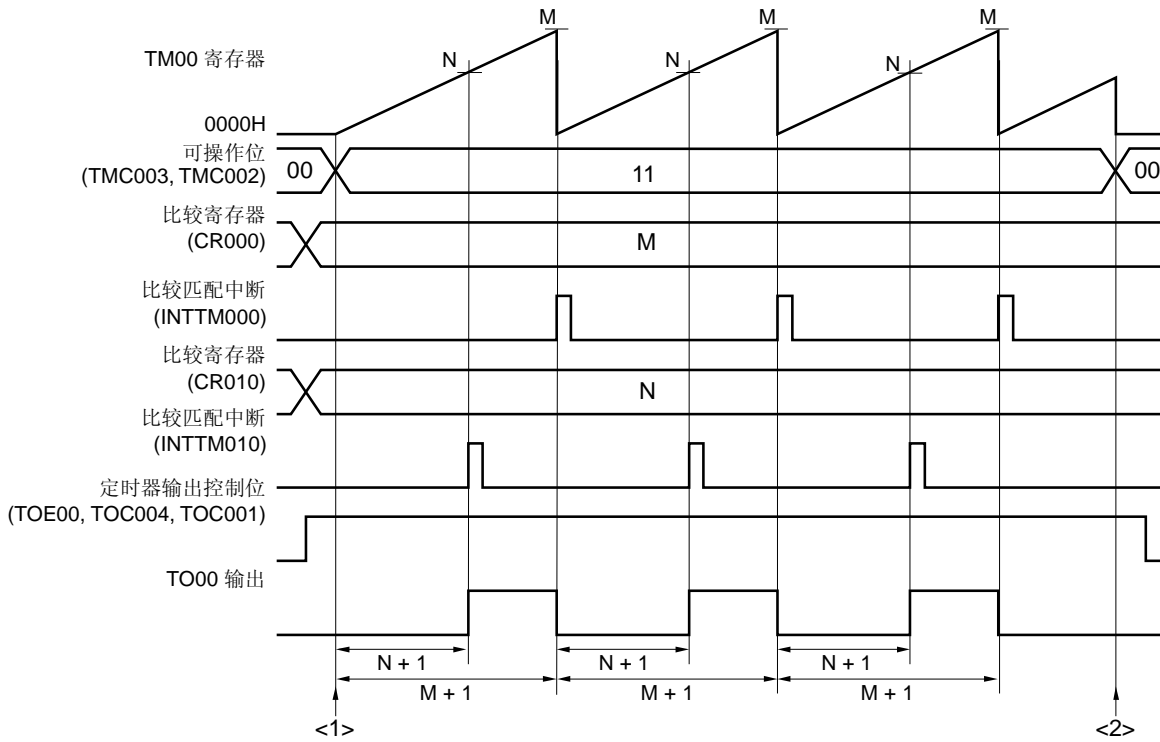 M
M
M
TM00 寄存器
N
N
N
0000H
可操作位
(TMC003, TMC002)
00
11
00
比较寄存器
(CR000)
M
比较匹配中断
(INTTM000)
比较寄存器
(CR010)
N
比较匹配中断
(INTTM010)
定时器输出控制位
(TOE00, TOC004, TOC001)
TO00 输出
N + 1
N + 1
N + 1
M + 1
M + 1
M + 1
<1>
<2>